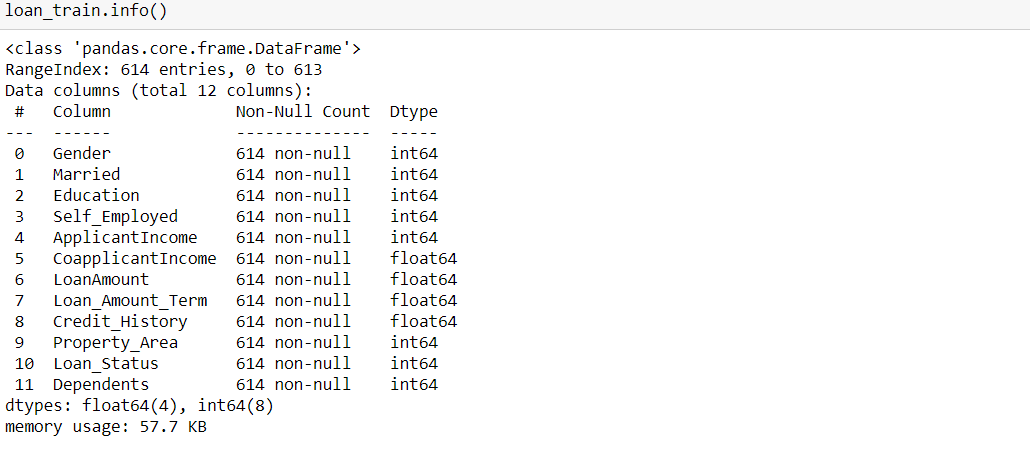 loan_train.info()
<class 'pandas.core.frame.DataFrame'>
RangeIndex: 614 entries, 0 to 613
Data columns (total 12 columns):
 #   Column             Non-Null Count  Dtype
---  ------             --------------  -----
 0   Gender             614 non-null    int64
 1   Married            614 non-null    int64
 2   Education          614 non-null    int64
 3   Self_Employed      614 non-null    int64
 4   ApplicantIncome    614 non-null    int64
 5   CoapplicantIncome  614 non-null    float64
 6   LoanAmount         614 non-null    float64
 7   Loan_Amount_Term   614 non-null    float64
 8   Credit_History     614 non-null    float64
 9   Property_Area      614 non-null    int64
 10  Loan_Status        614 non-null    int64
 11  Dependents         614 non-null    int64
dtypes: float64(4), int64(8)
memory usage: 57.7 KB